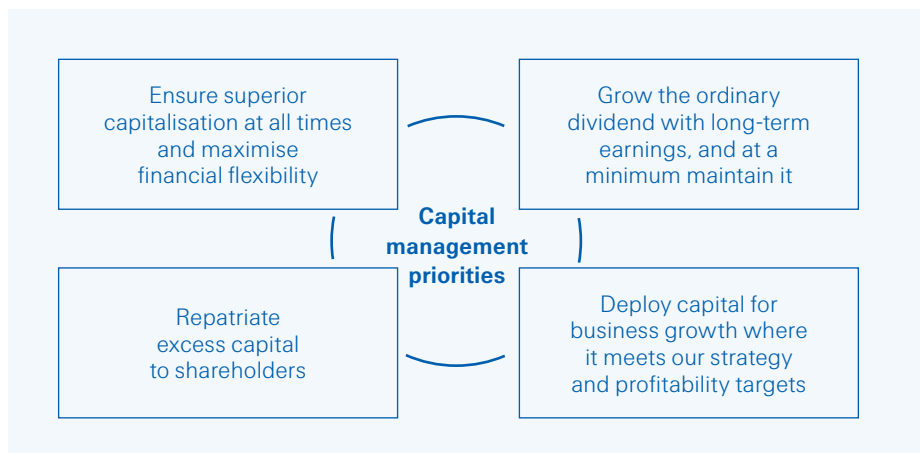 Ensure superior
capitalisation at all times
and maximise
financial flexibility
Grow the ordinary
dividend with long-term
earnings, and at a
minimum maintain it
Capital
management
priorities
Repatriate
excess capital
to shareholders
Deploy capital for
business growth where
it meets our strategy
and profitability targets